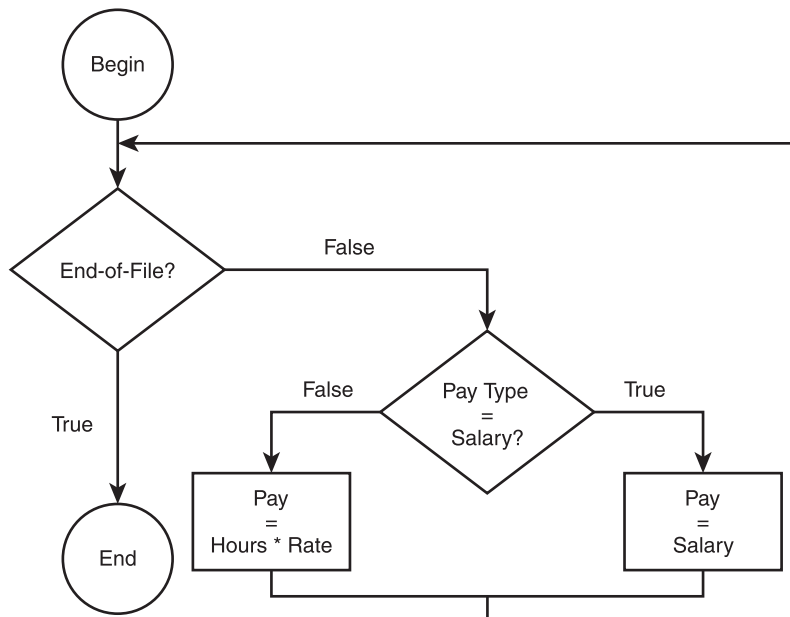 Begin
False
End-of-File?
False
Pay Type
=
Salary?
True
True
Pay
=
Hours * Rate
Pay
=
Salary
End